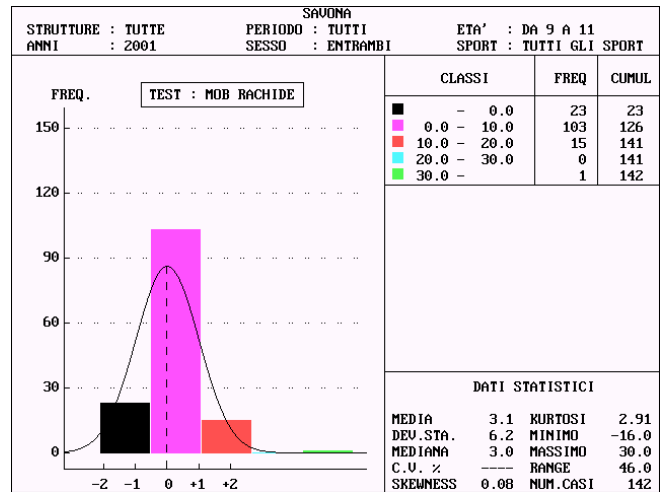 SAVONA
STRUTTURE : TUTTE PERIODO : TUTTI ETA' : DA 9 A 11
ANNI : 2001 SESSO : ENTRAMBI SPORT : TUTTI GLI SPORT
CLASSI FREQ CUMUL
- 0.0 23 23
0.0 - 10.0 103 126
10.0 - 20.0 15 141
20.0 - 30.0 0 141
30.0 - 1 142
FREQ. TEST : MOB RACHIDE
150
120
90
60
30
0
-2 -1 0 +1 +2
DATI STATISTICI
MEDIA 3.1 KURTOSI 2.91
DEV.STA. 6.2 MINIMO -16.0
MEDIANA 3.0 MASSIMO 30.0
C.V. % ---- RANGE 46.0
SKEWNESS 0.08 NUM.CASI 142